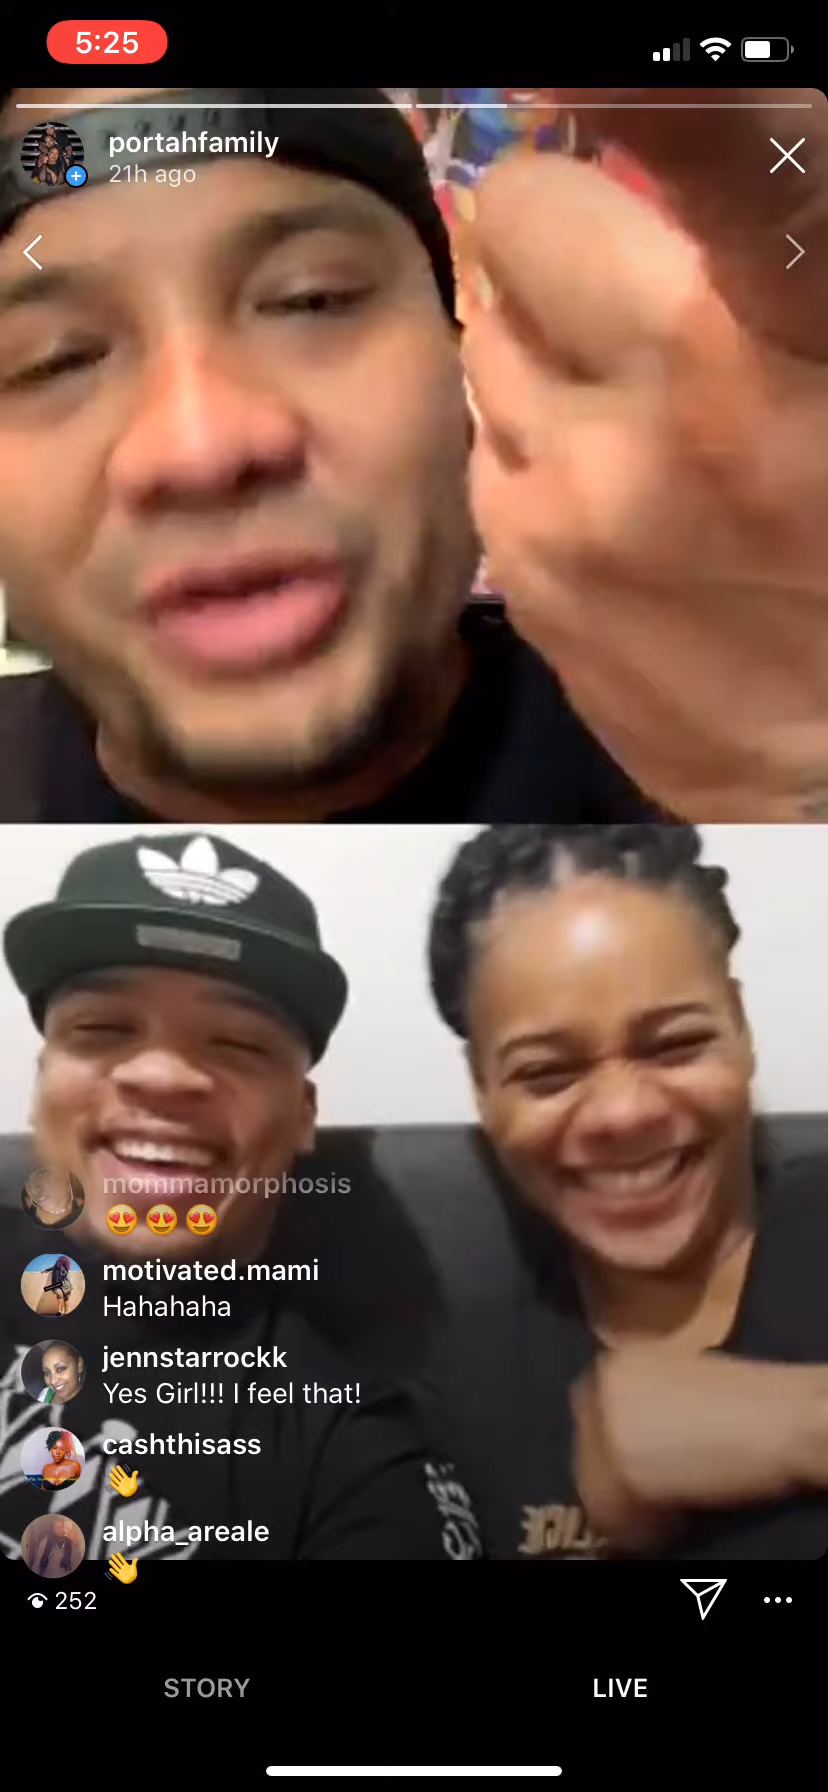 5:25
portahfamily
21h ago
mommamorphosis
😍😍😍
motivated.mami
Hahahaha
jennstarrockk
Yes Girl!!! I feel that!
cashthisass
👋
alpha_areale
👋
252
STORY
LIVE